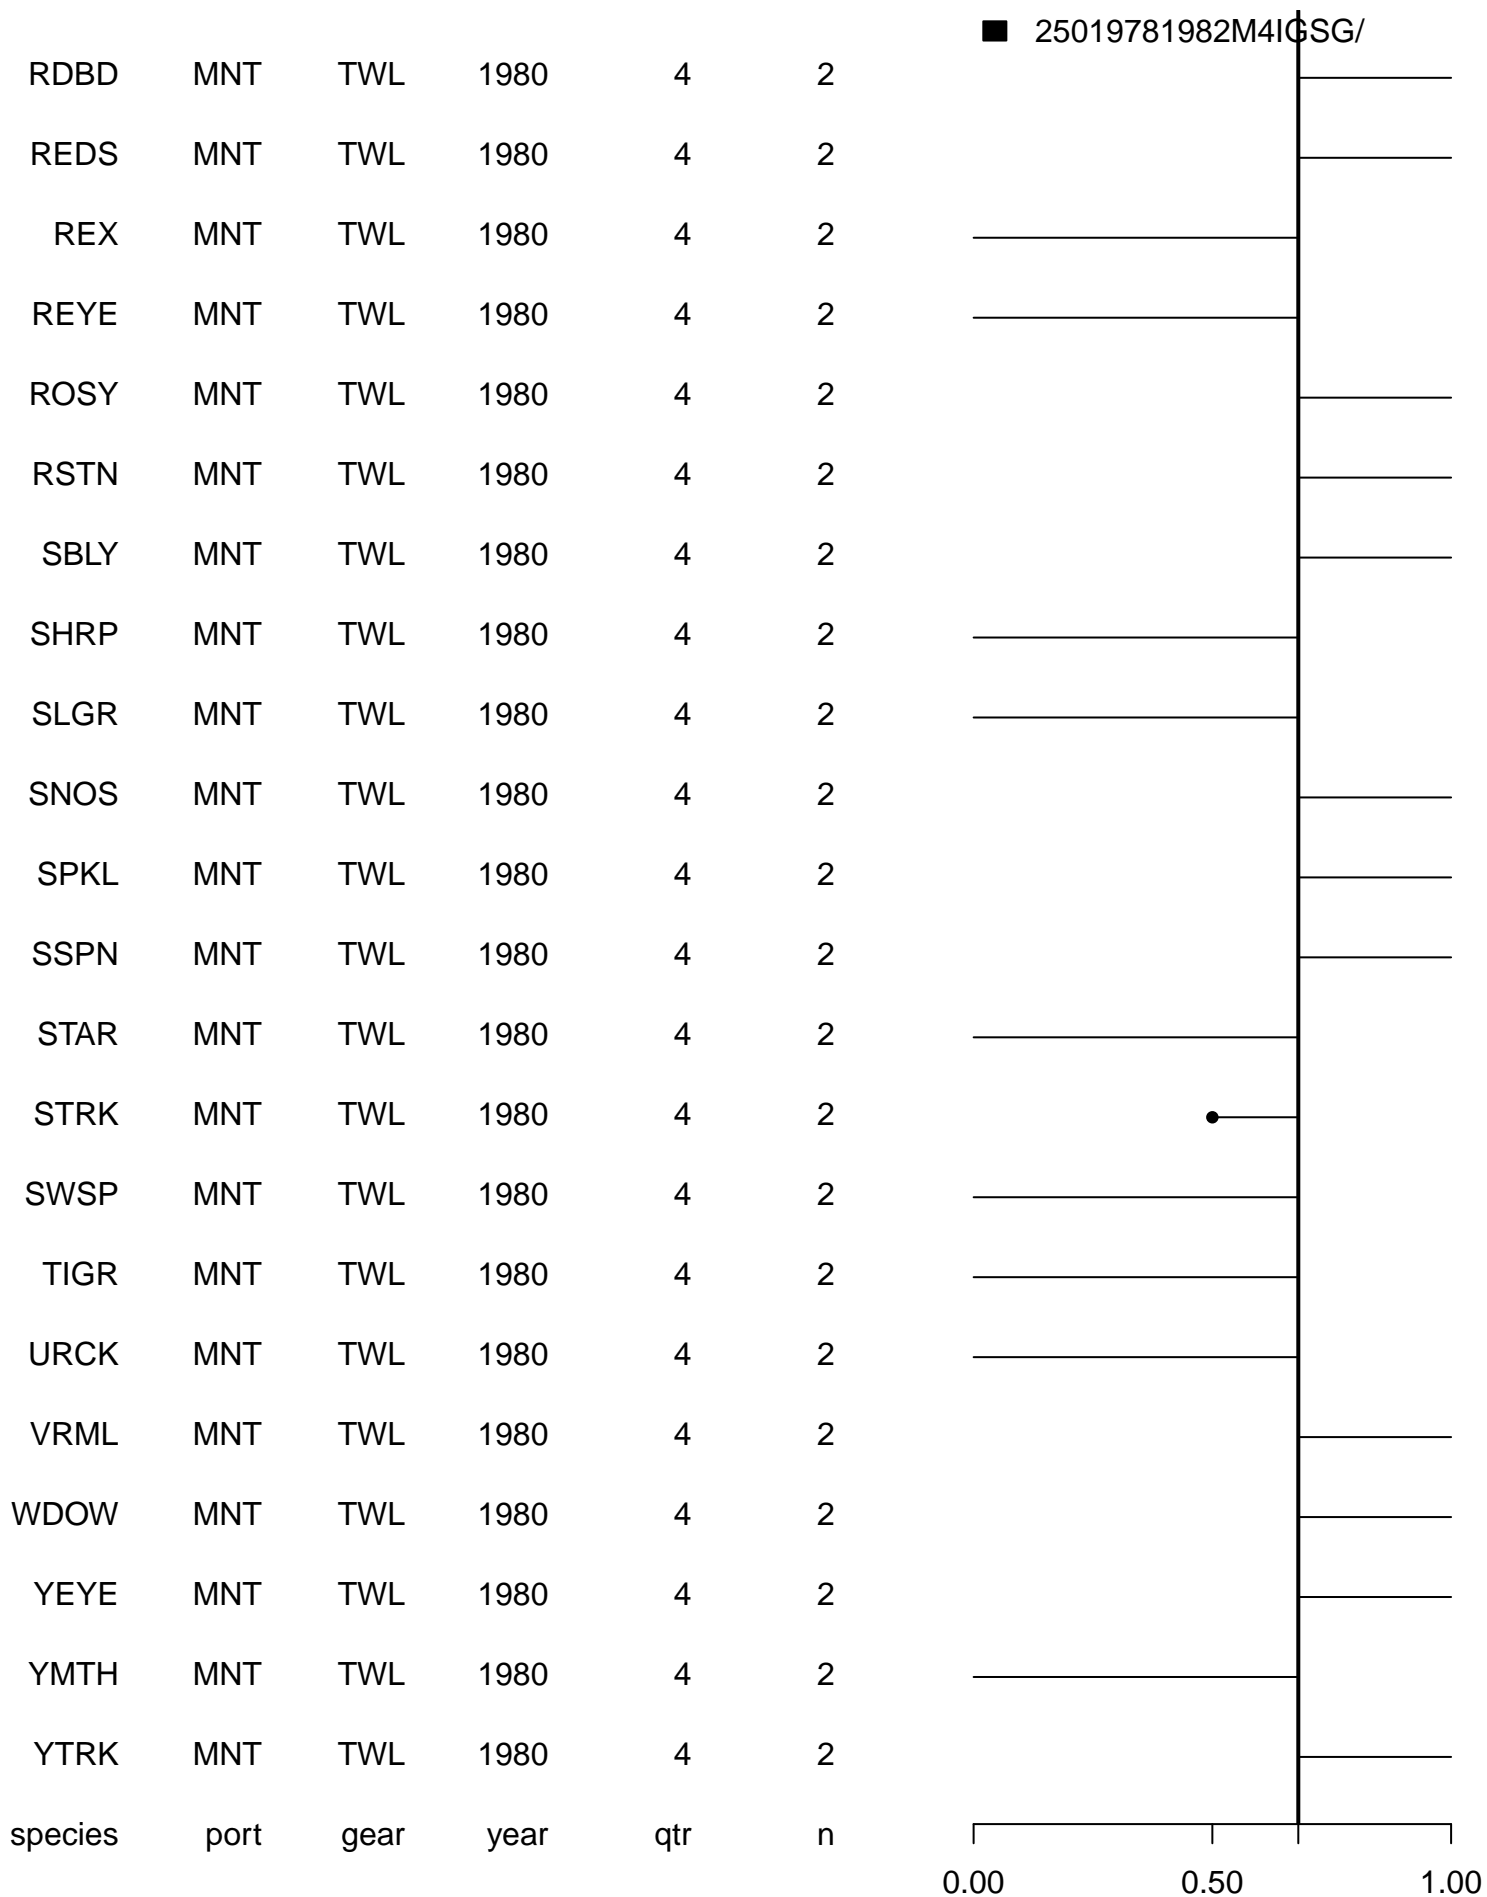 25019781982M4IGSG/
RDBD MNT TWL 1980 4 2
REDS MNT TWL 1980 4 2
REX MNT TWL 1980 4 2
REYE MNT TWL 1980 4 2
ROSY MNT TWL 1980 4 2
RSTN MNT TWL 1980 4 2
SBLY MNT TWL 1980 4 2
SHRP MNT TWL 1980 4 2
SLGR MNT TWL 1980 4 2
SNOS MNT TWL 1980 4 2
SPKL MNT TWL 1980 4 2
SSPN MNT TWL 1980 4 2
STAR MNT TWL 1980 4 2
STRK MNT TWL 1980 4 2
SWSP MNT TWL 1980 4 2
TIGR MNT TWL 1980 4 2
URCK MNT TWL 1980 4 2
VRML MNT TWL 1980 4 2
WDOW MNT TWL 1980 4 2
YEYE MNT TWL 1980 4 2
YMTH MNT TWL 1980 4 2
YTRK MNT TWL 1980 4 2
species port gear year qtr n
0.00 0.50 1.00